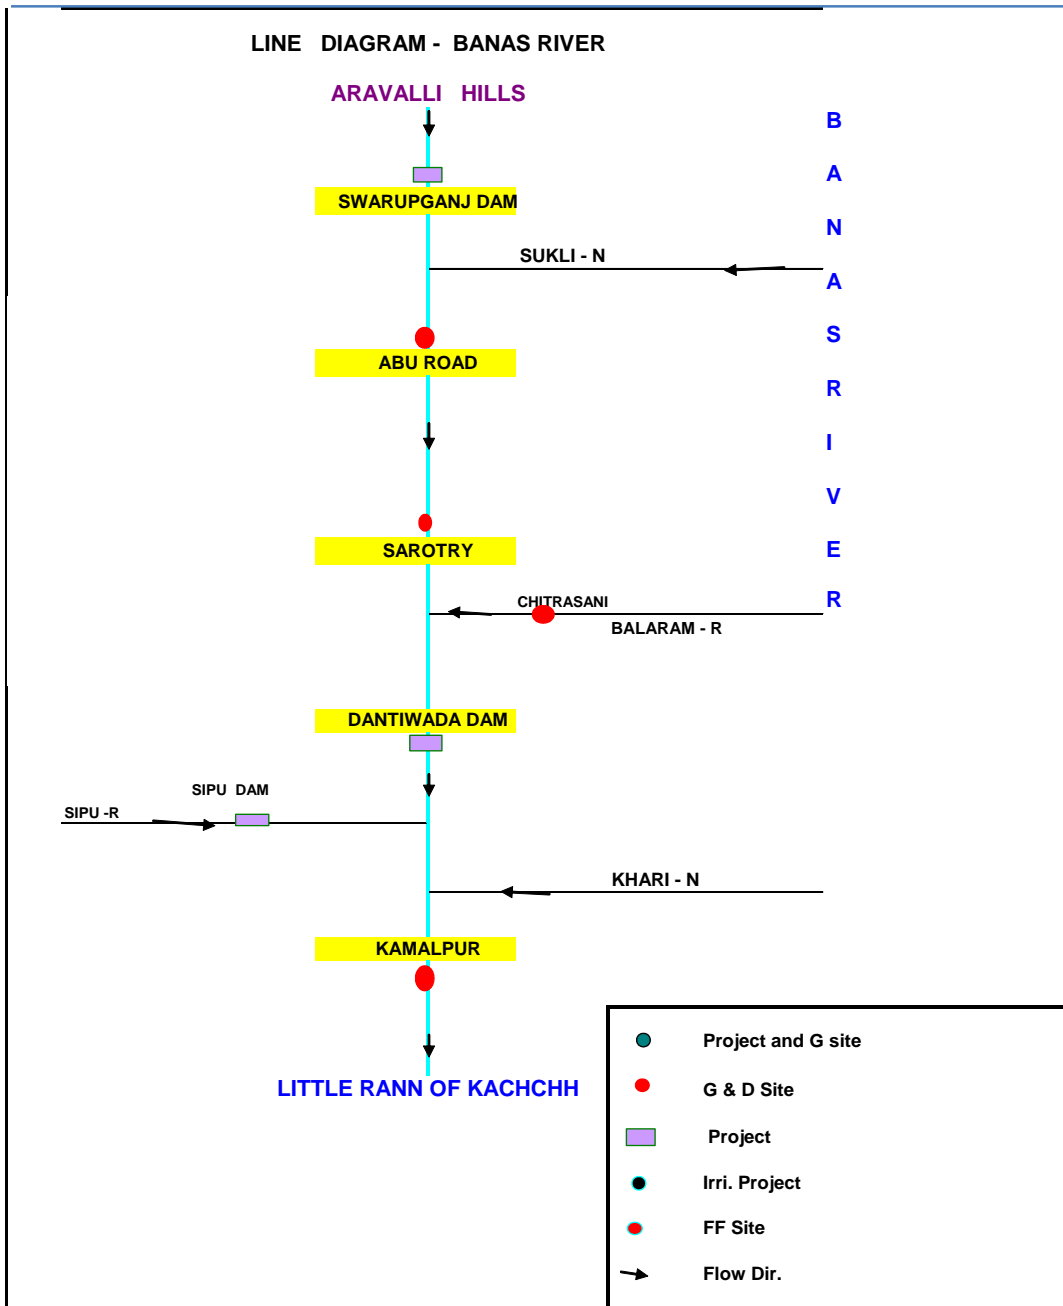 LINE DIAGRAM - BANAS RIVER
ARAVALLI HILLS
SWARUPGANJ DAM
SUKLI - N
ABU ROAD
SAROTRY
CHITRASANI
BALARAM - R
DANTIWADA DAM
SIPU DAM
SIPU -R
KHARI - N
KAMALPUR
LITTLE RANN OF KACHCHH
B
A
N
A
S
R
I
V
E
R
Project and G site
G & D Site
Project
Irri. Project
FF Site
Flow Dir.